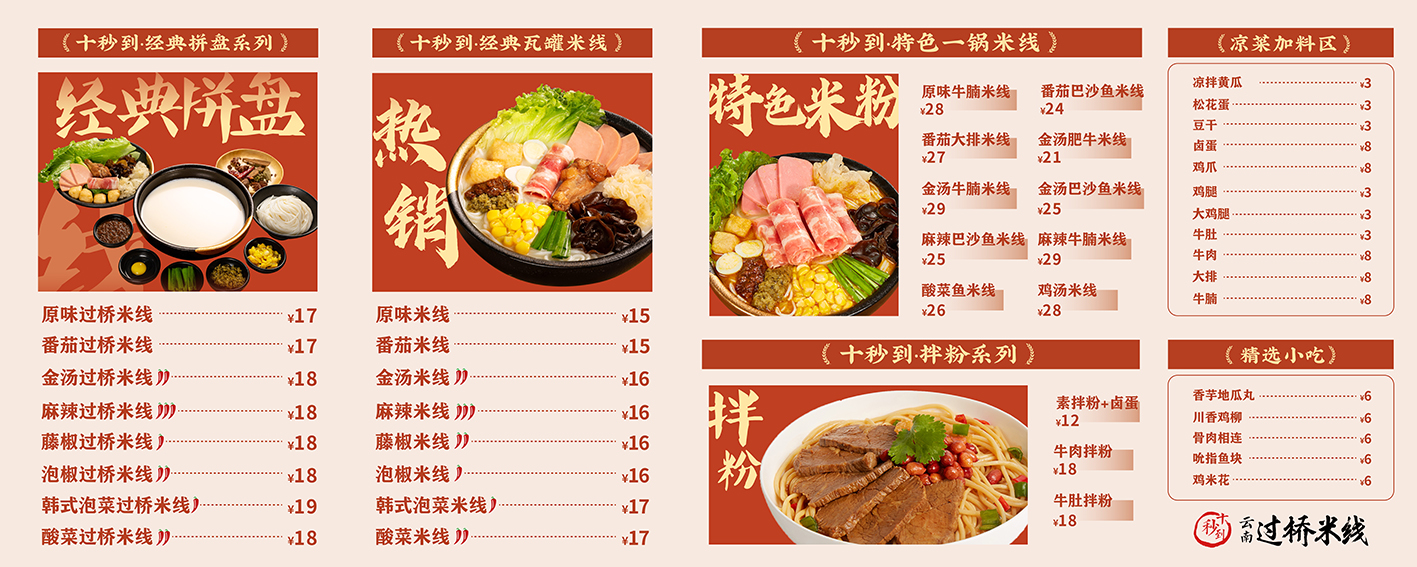 十秒到·经典拼盘系列
经典拼盘
原味过桥米线 ¥17
番茄过桥米线 ¥17
金汤过桥米线 ¥18
麻辣过桥米线 ¥18
藤椒过桥米线 ¥18
泡椒过桥米线 ¥18
韩式泡菜过桥米线 ¥19
酸菜过桥米线 ¥18
十秒到·经典瓦罐米线
热销
原味米线 ¥15
番茄米线 ¥15
金汤米线 ¥16
麻辣米线 ¥16
藤椒米线 ¥16
泡椒米线 ¥16
韩式泡菜米线 ¥17
酸菜米线 ¥17
十秒到·特色一锅米线
特色米粉
原味牛腩米线
¥28
番茄巴沙鱼米线
¥24
番茄大排米线
¥27
金汤肥牛米线
¥21
金汤牛腩米线
¥29
金汤巴沙鱼米线
¥25
麻辣巴沙鱼米线
¥25
麻辣牛腩米线
¥29
酸菜鱼米线
¥26
鸡汤米线
¥28
十秒到·拌粉系列
拌粉
素拌粉+卤蛋
¥12
牛肉拌粉
¥18
牛肚拌粉
¥18
凉菜加料区
凉拌黄瓜 ¥3
松花蛋 ¥3
豆干 ¥3
卤蛋 ¥8
鸡爪 ¥8
鸡腿 ¥3
大鸡腿 ¥3
牛肚 ¥3
牛肉 ¥8
大排 ¥8
牛腩 ¥8
精选小吃
香芋地瓜丸 ¥6
川香鸡柳 ¥6
骨肉相连 ¥6
吮指鱼块 ¥6
鸡米花 ¥6
十秒到
云南
过桥米线